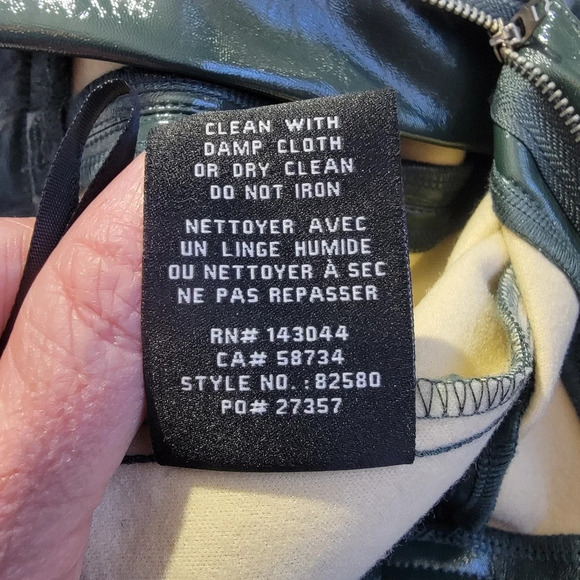 CLEAN WITH
DAMP CLOTH
OR DRY CLEAN
DO NOT IRON
NETTOYER AVEC
UN LINGE HUMIDE
OU NETTOYER À SEC
NE PAS REPASSER
RN# 143044
CA# 58734
STYLE NO. :82580
PO# 27357